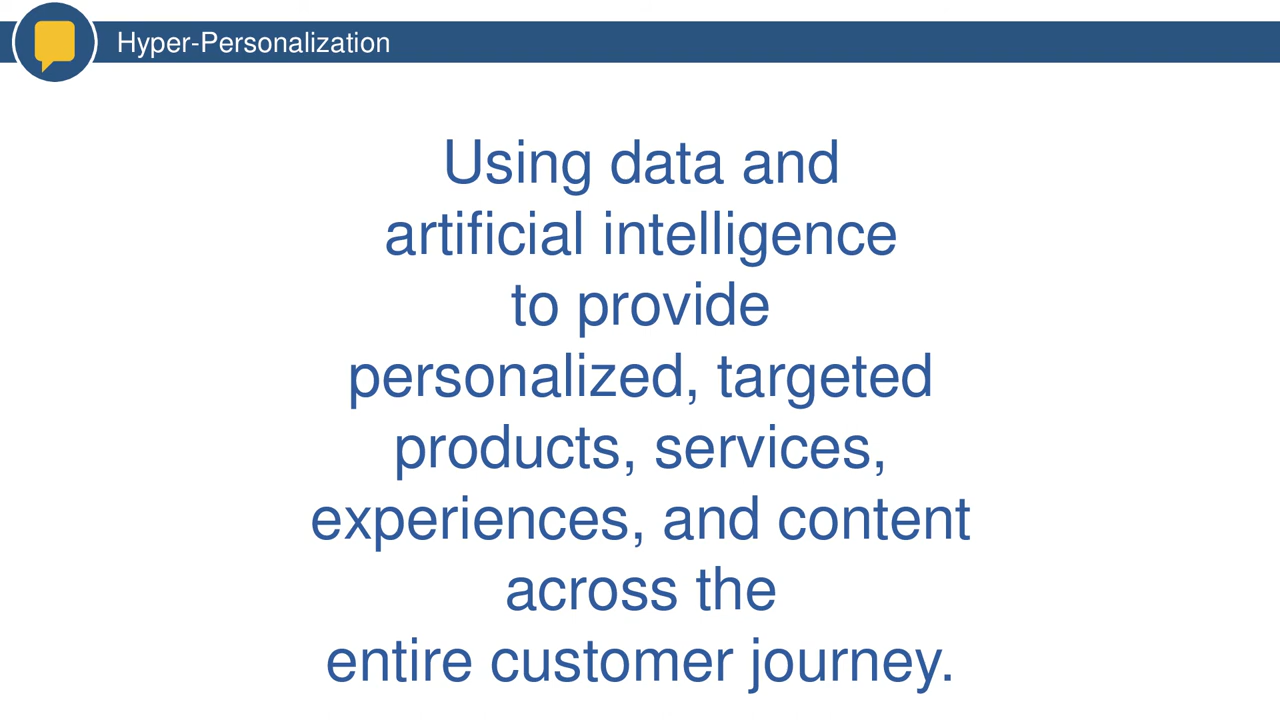 Hyper-Personalization
Using data and
artificial intelligence
to provide
personalized, targeted
products, services,
experiences, and content
across the
entire customer journey.